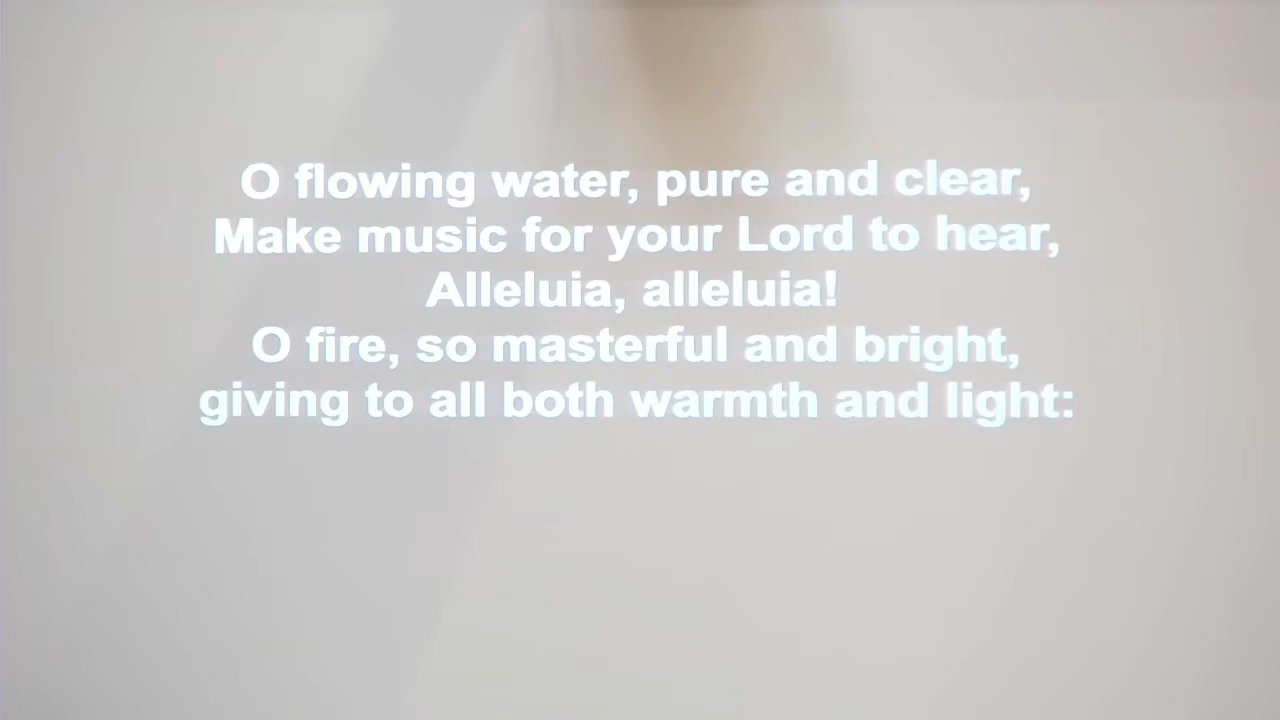 O flowing water, pure and clear,
Make music for your Lord to hear,
Alleluia, alleluia!
O fire, so masterful and bright,
giving to all both warmth and light: